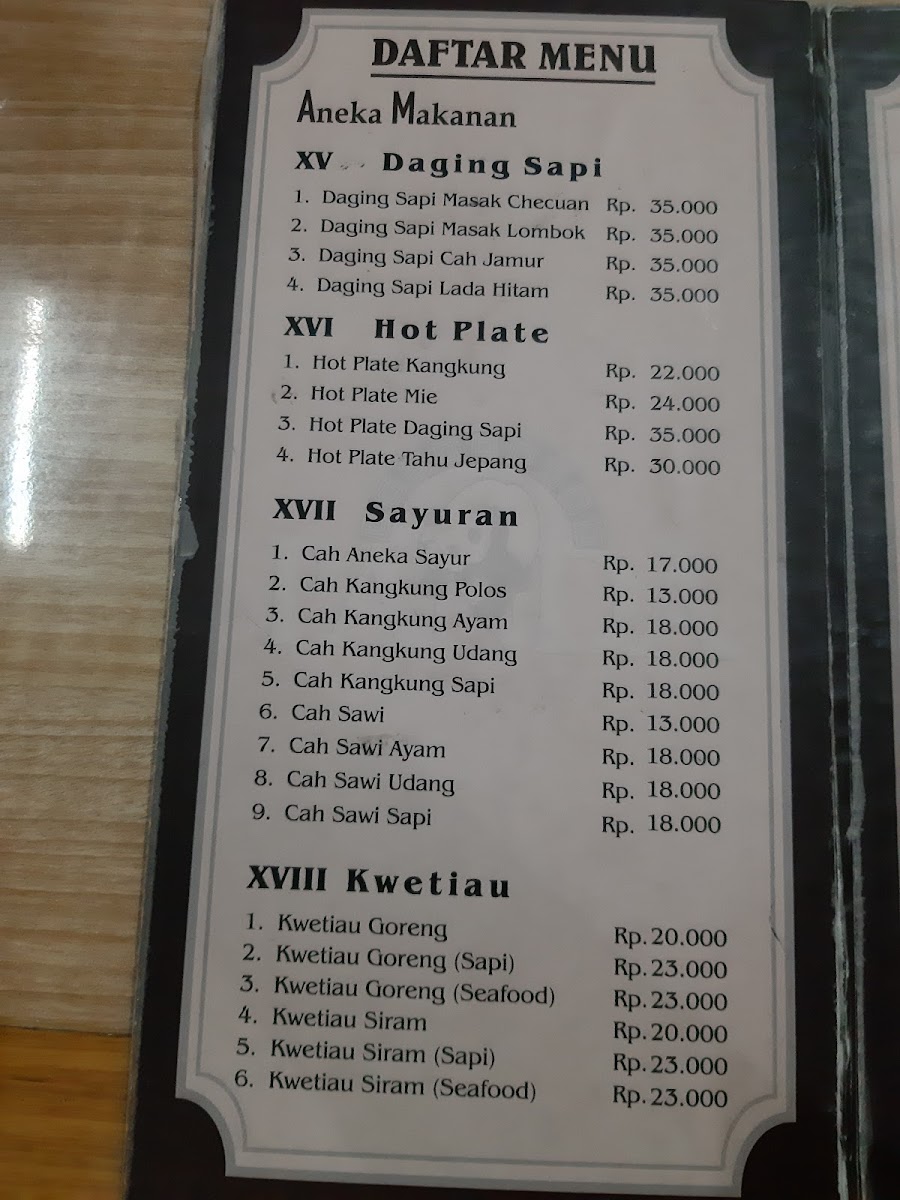 DAFTAR MENU
Aneka Makanan
XV Daging Sapi
1. Daging Sapi Masak Checuan Rp. 35.000
2. Daging Sapi Masak Lombok Rp. 35.000
3. Daging Sapi Cah Jamur Rp. 35.000
4. Daging Sapi Lada Hitam Rp. 35.000
XVI Hot Plate
1. Hot Plate Kangkung Rp. 22.000
2. Hot Plate Mie Rp. 24.000
3. Hot Plate Daging Sapi Rp. 35.000
4. Hot Plate Tahu Jepang Rp. 30.000
XVII Sayuran
1. Cah Aneka Sayur Rp. 17.000
2. Cah Kangkung Polos Rp. 13.000
3. Cah Kangkung Ayam Rp. 18.000
4. Cah Kangkung Udang Rp. 18.000
5. Cah Kangkung Sapi Rp. 18.000
6. Cah Sawi Rp. 13.000
7. Cah Sawi Ayam Rp. 18.000
8. Cah Sawi Udang Rp. 18.000
9. Cah Sawi Sapi Rp. 18.000
XVIII Kwetiau
1. Kwetiau Goreng Rp. 20.000
2. Kwetiau Goreng (Sapi) Rp. 23.000
3. Kwetiau Goreng (Seafood) Rp. 23.000
4. Kwetiau Siram Rp. 20.000
5. Kwetiau Siram (Sapi) Rp. 23.000
6. Kwetiau Siram (Seafood) Rp. 23.000